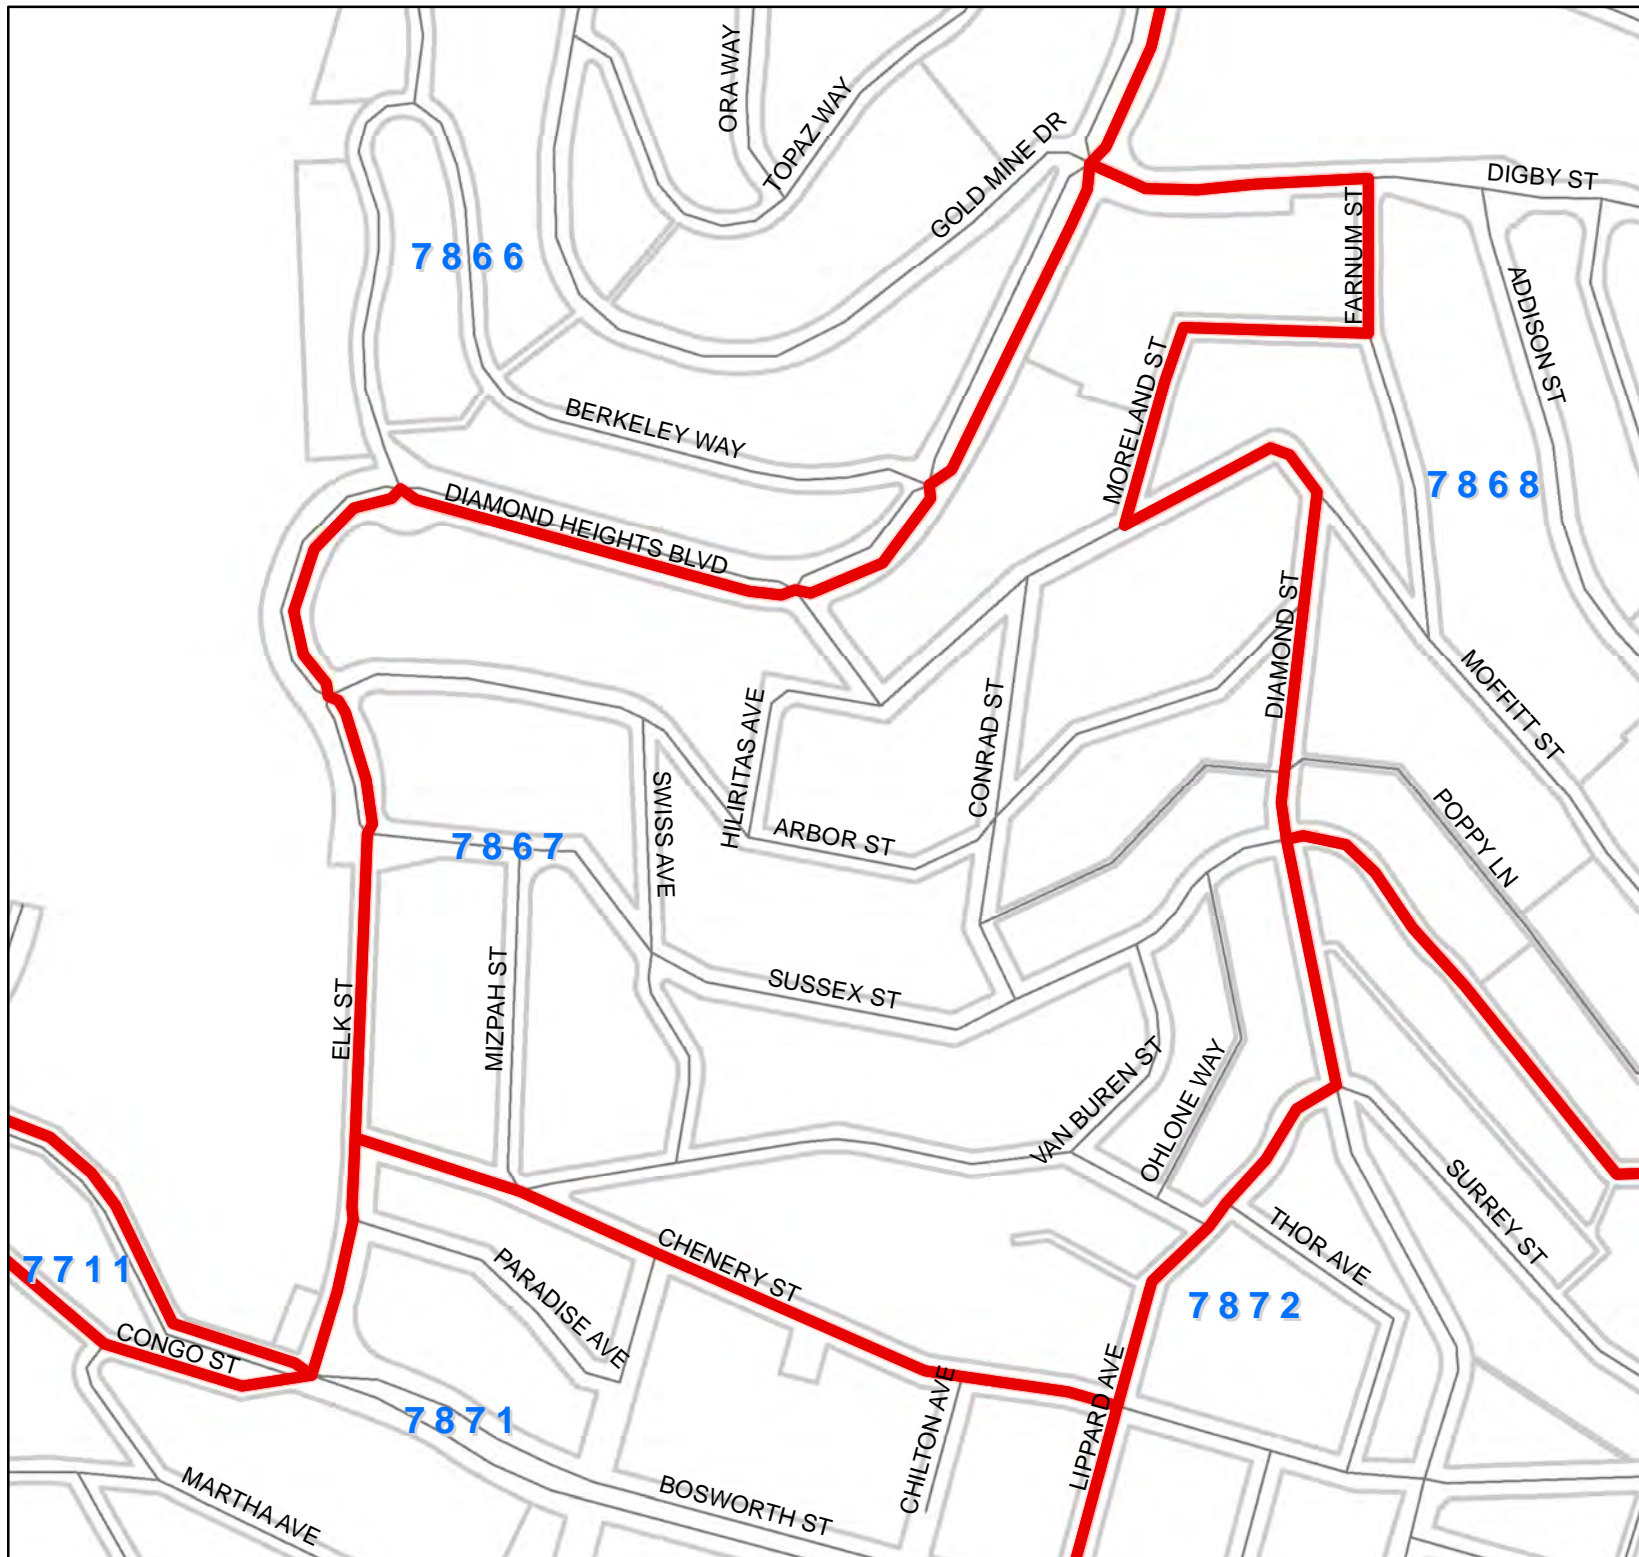 ORA WAY
TOPAZ WAY
GOLD MINE DR
DIGBY ST
FARNUM ST
7866
ADDISON ST
MORELAND ST
BERKELEY WAY
7868
DIAMOND HEIGHTS BLVD
DIAMOND ST
MOFFITT ST
HILIRITAS AVE
CONRAD ST
SWISS AVE
7867
ARBOR ST
POPPY LN
SUSSEX ST
MIZPAH ST
ELK ST
VAN BUREN ST
OHLONE WAY
SURREY ST
THOR AVE
CHENERY ST
PARADISE AVE
7711
7872
CONGO ST
LIPPARD AVE
CHILTON AVE
7871
BOSWORTH ST
MARTHA AVE